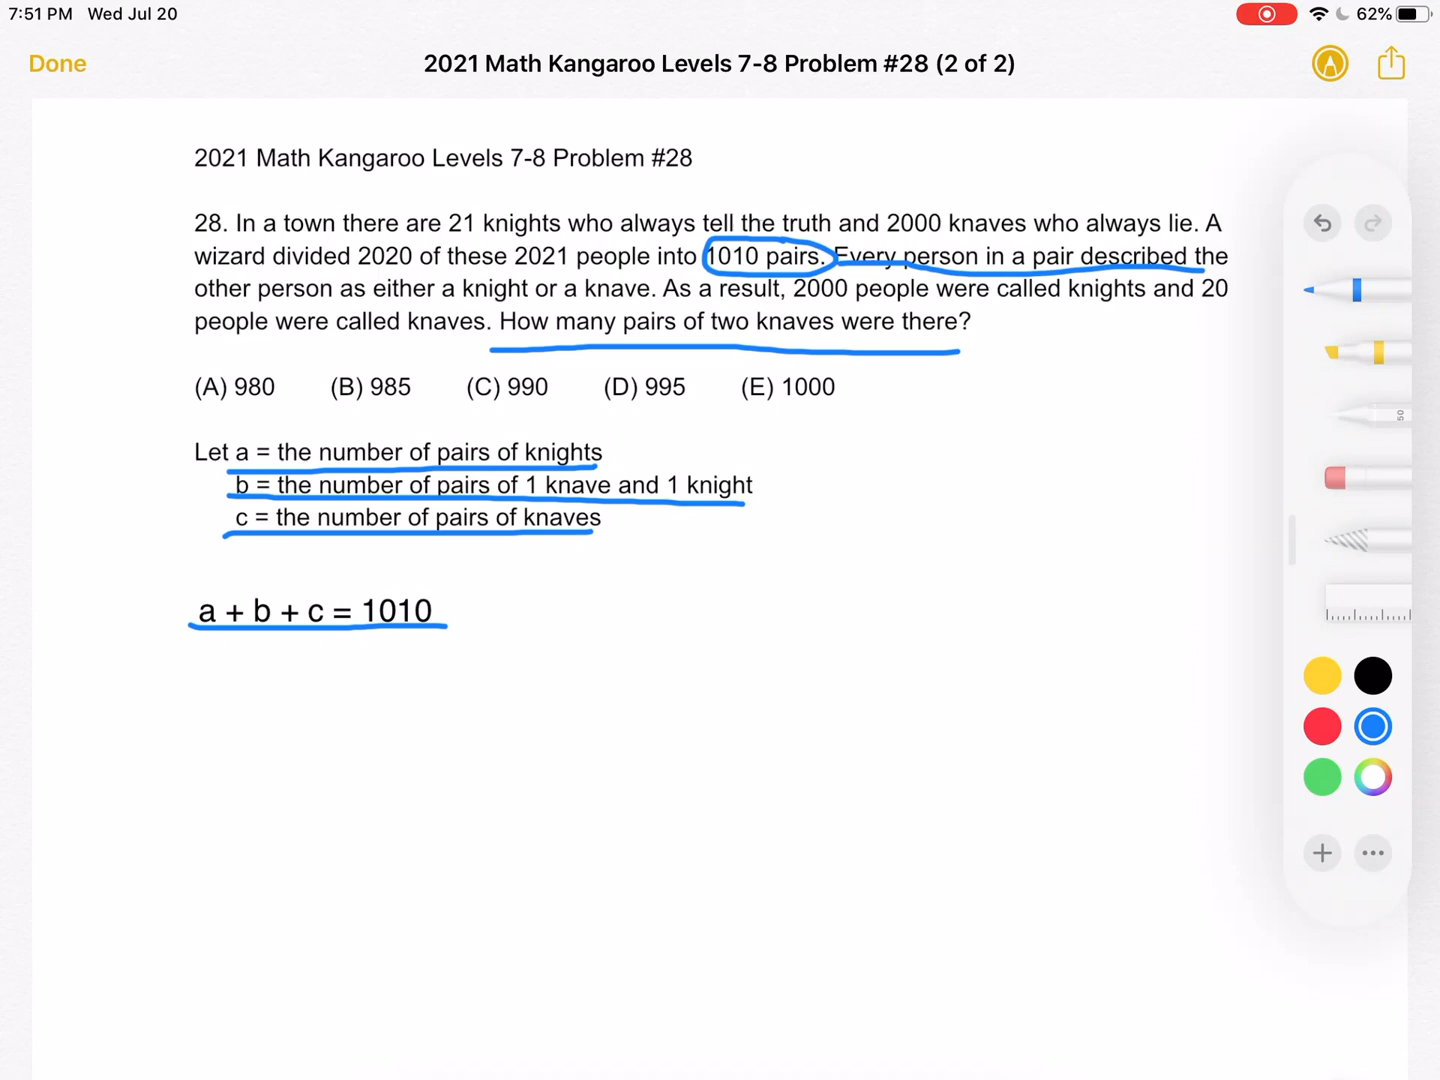 7:51 PM Wed Jul 20
62%
Done
2021 Math Kangaroo Levels 7-8 Problem #28 (2 of 2)
2021 Math Kangaroo Levels 7-8 Problem #28
28. In a town there are 21 knights who always tell the truth and 2000 knaves who always lie. A
wizard divided 2020 of these 2021 people into 1010 pairs. Every person in a pair described the
other person as either a knight or a knave. As a result, 2000 people were called knights and 20
people were called knaves. How many pairs of two knaves were there?
(A) 980 (B) 985 (C) 990 (D) 995 (E) 1000
Let a = the number of pairs of knights
b = the number of pairs of 1 knave and 1 knight
c = the number of pairs of knaves
a + b + c = 1010
50